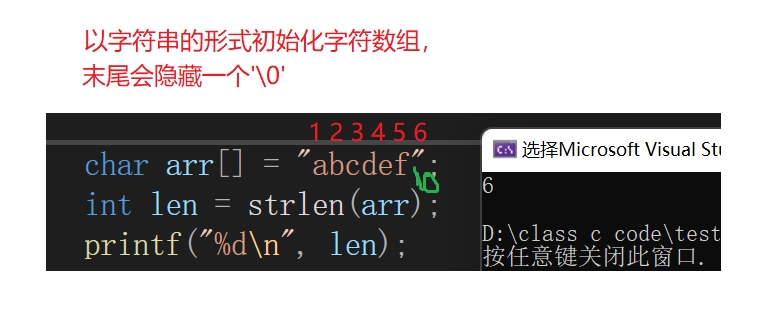 以字符串的形式初始化字符数组，
末尾会隐藏一个'\0'
1 2 3 4 5 6
char arr[] = "abcdef";
\0
int len = strlen(arr);
printf("%d\n", len);
选择Microsoft Visual Stu
6
D:\class c code\test
按任意键关闭此窗口.